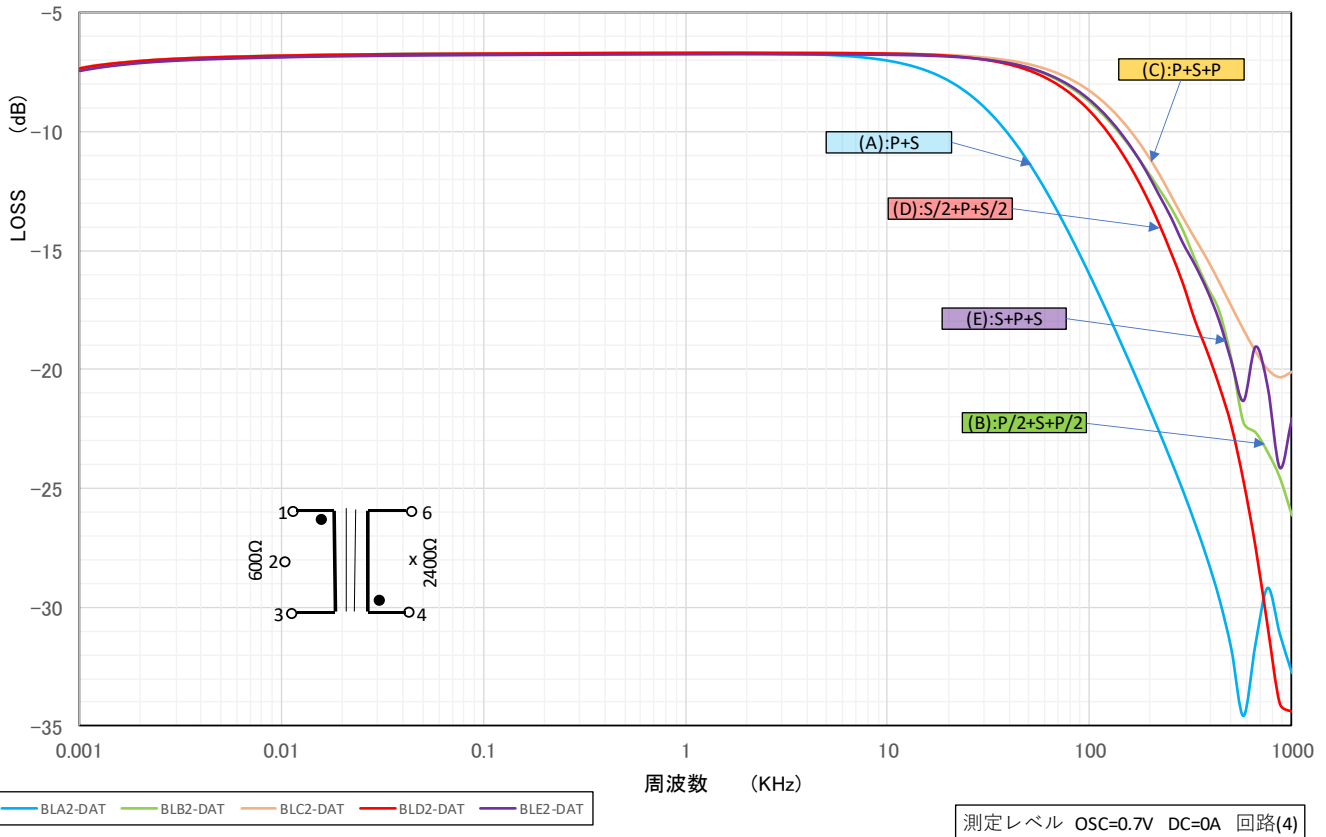 −5
−10
−15
−20
−25
−30
−35
LOSS (dB)
(C):P+S+P
(A):P+S
(D):S/2+P+S/2
(E):S+P+S
(B):P/2+S+P/2
1
6
600Ω
2
x
2400Ω
3
4
0.001
0.01
0.1
1
10
100
1000
周波数 (KHz)
BLA2-DAT
BLB2-DAT
BLC2-DAT
BLD2-DAT
BLE2-DAT
測定レベル OSC=0.7V DC=0A 回路(4)